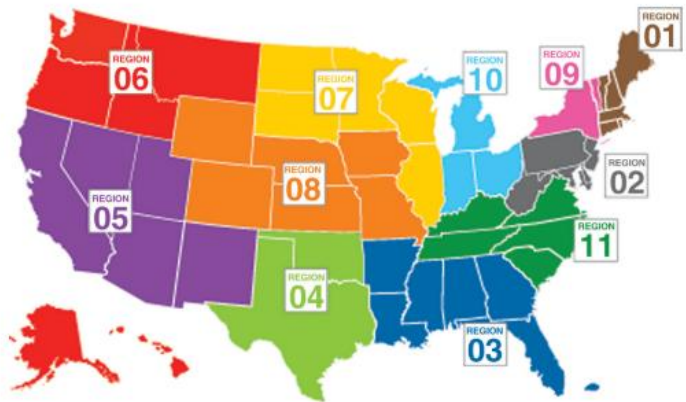 REGION
01
REGION
06
REGION
10
REGION
09
REGION
07
REGION
02
REGION
08
REGION
05
REGION
11
REGION
04
REGION
03